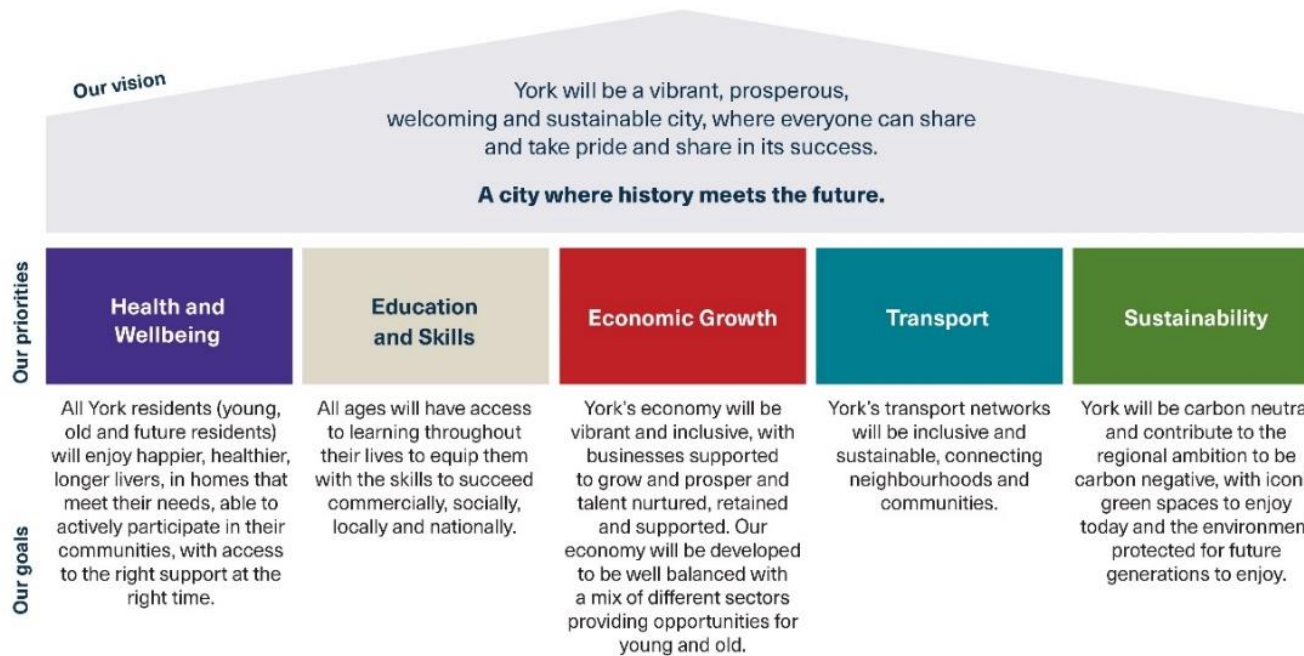 Our vision
York will be a vibrant, prosperous,
welcoming and sustainable city, where everyone can share
and take pride and share in its success.
A city where history meets the future.
Our priorities
Health and
Wellbeing
Education
and Skills
Economic Growth
Transport
Sustainability
Our goals
All York residents (young,
old and future residents)
will enjoy happier, healthier,
longer livers, in homes that
meet their needs, able to
actively participate in their
communities, with access
to the right support at the
right time.
All ages will have access
to learning throughout
their lives to equip them
with the skills to succeed
commercially, socially,
locally and nationally.
York's economy will be
vibrant and inclusive, with
businesses supported
to grow and prosper and
talent nurtured, retained
and supported. Our
economy will be developed
to be well balanced with
a mix of different sectors
providing opportunities for
young and old.
York's transport networks
will be inclusive and
sustainable, connecting
neighbourhoods and
communities.
York will be carbon neutra
and contribute to the
regional ambition to be
carbon negative, with icon
green spaces to enjoy
today and the environmen
protected for future
generations to enjoy.